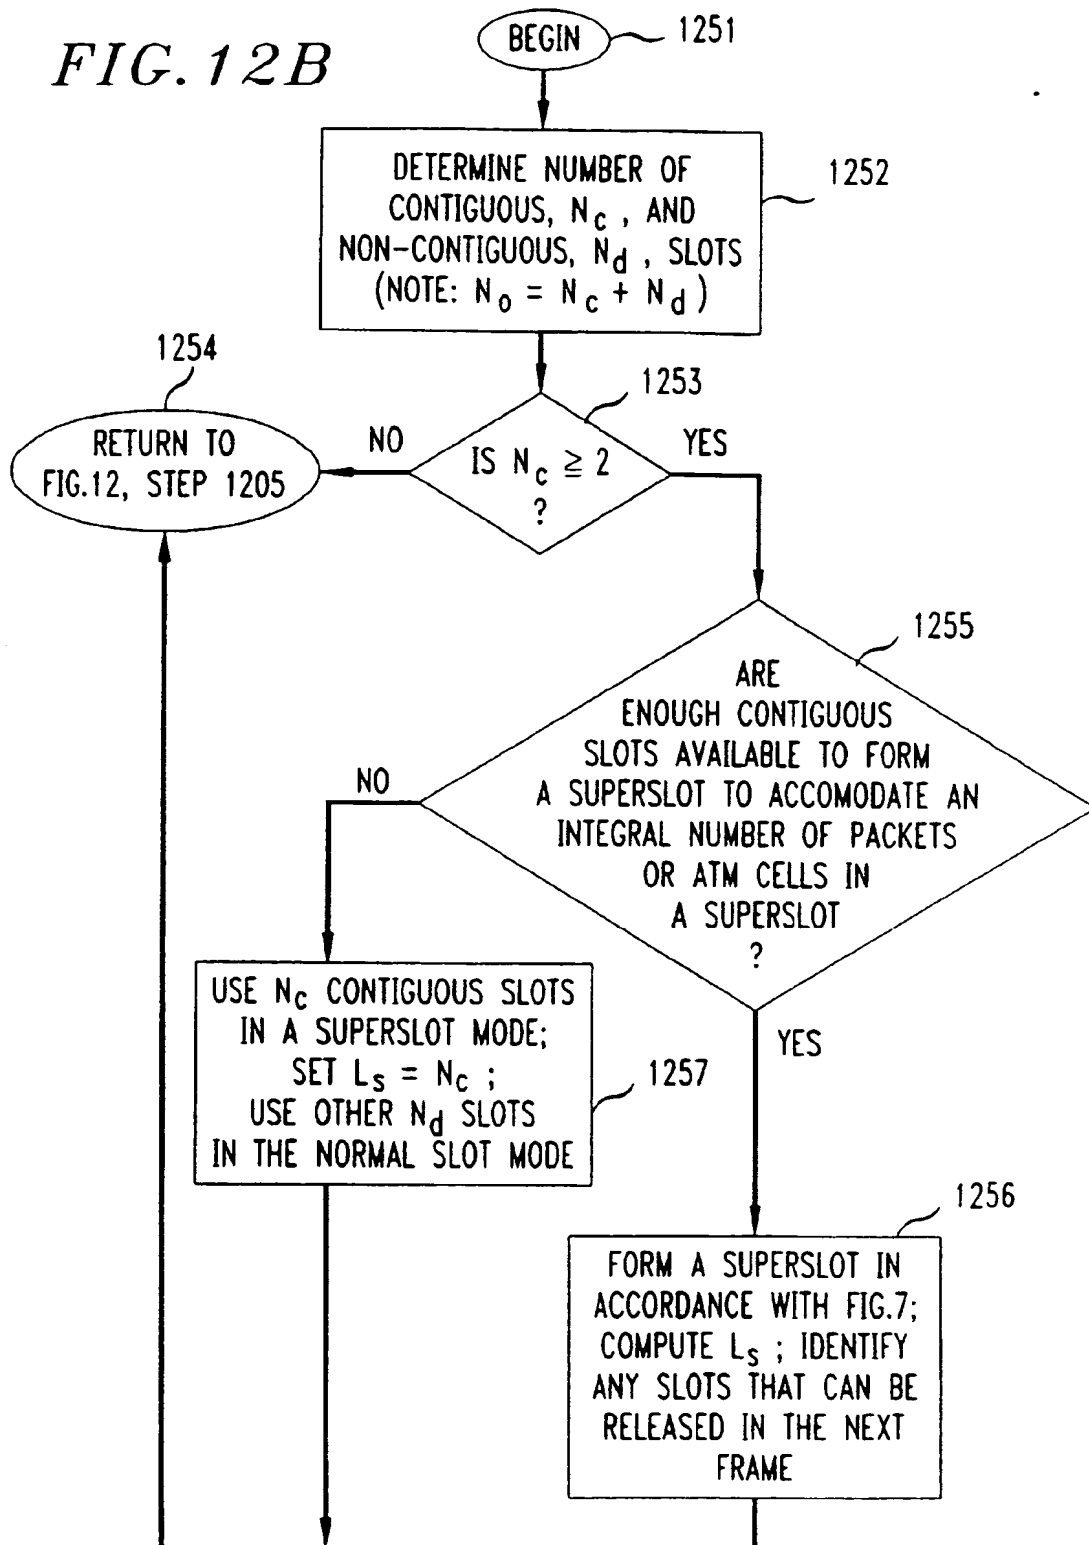 FIG. 12B
BEGIN
1251
DETERMINE NUMBER OF
CONTIGUOUS, Nc , AND
NON-CONTIGUOUS, Nd , SLOTS
(NOTE: No = Nc + Nd )
1252
1254
RETURN TO
FIG.12, STEP 1205
NO
1253
IS Nc ≧ 2
?
YES
1255
ARE
ENOUGH CONTIGUOUS
SLOTS AVAILABLE TO FORM
A SUPERSLOT TO ACCOMODATE AN
INTEGRAL NUMBER OF PACKETS
OR ATM CELLS IN
A SUPERSLOT
?
NO
YES
USE Nc CONTIGUOUS SLOTS
IN A SUPERSLOT MODE;
SET Ls = Nc ;
USE OTHER Nd SLOTS
IN THE NORMAL SLOT MODE
1257
1256
FORM A SUPERSLOT IN
ACCORDANCE WITH FIG.7;
COMPUTE Ls ; IDENTIFY
ANY SLOTS THAT CAN BE
RELEASED IN THE NEXT
FRAME